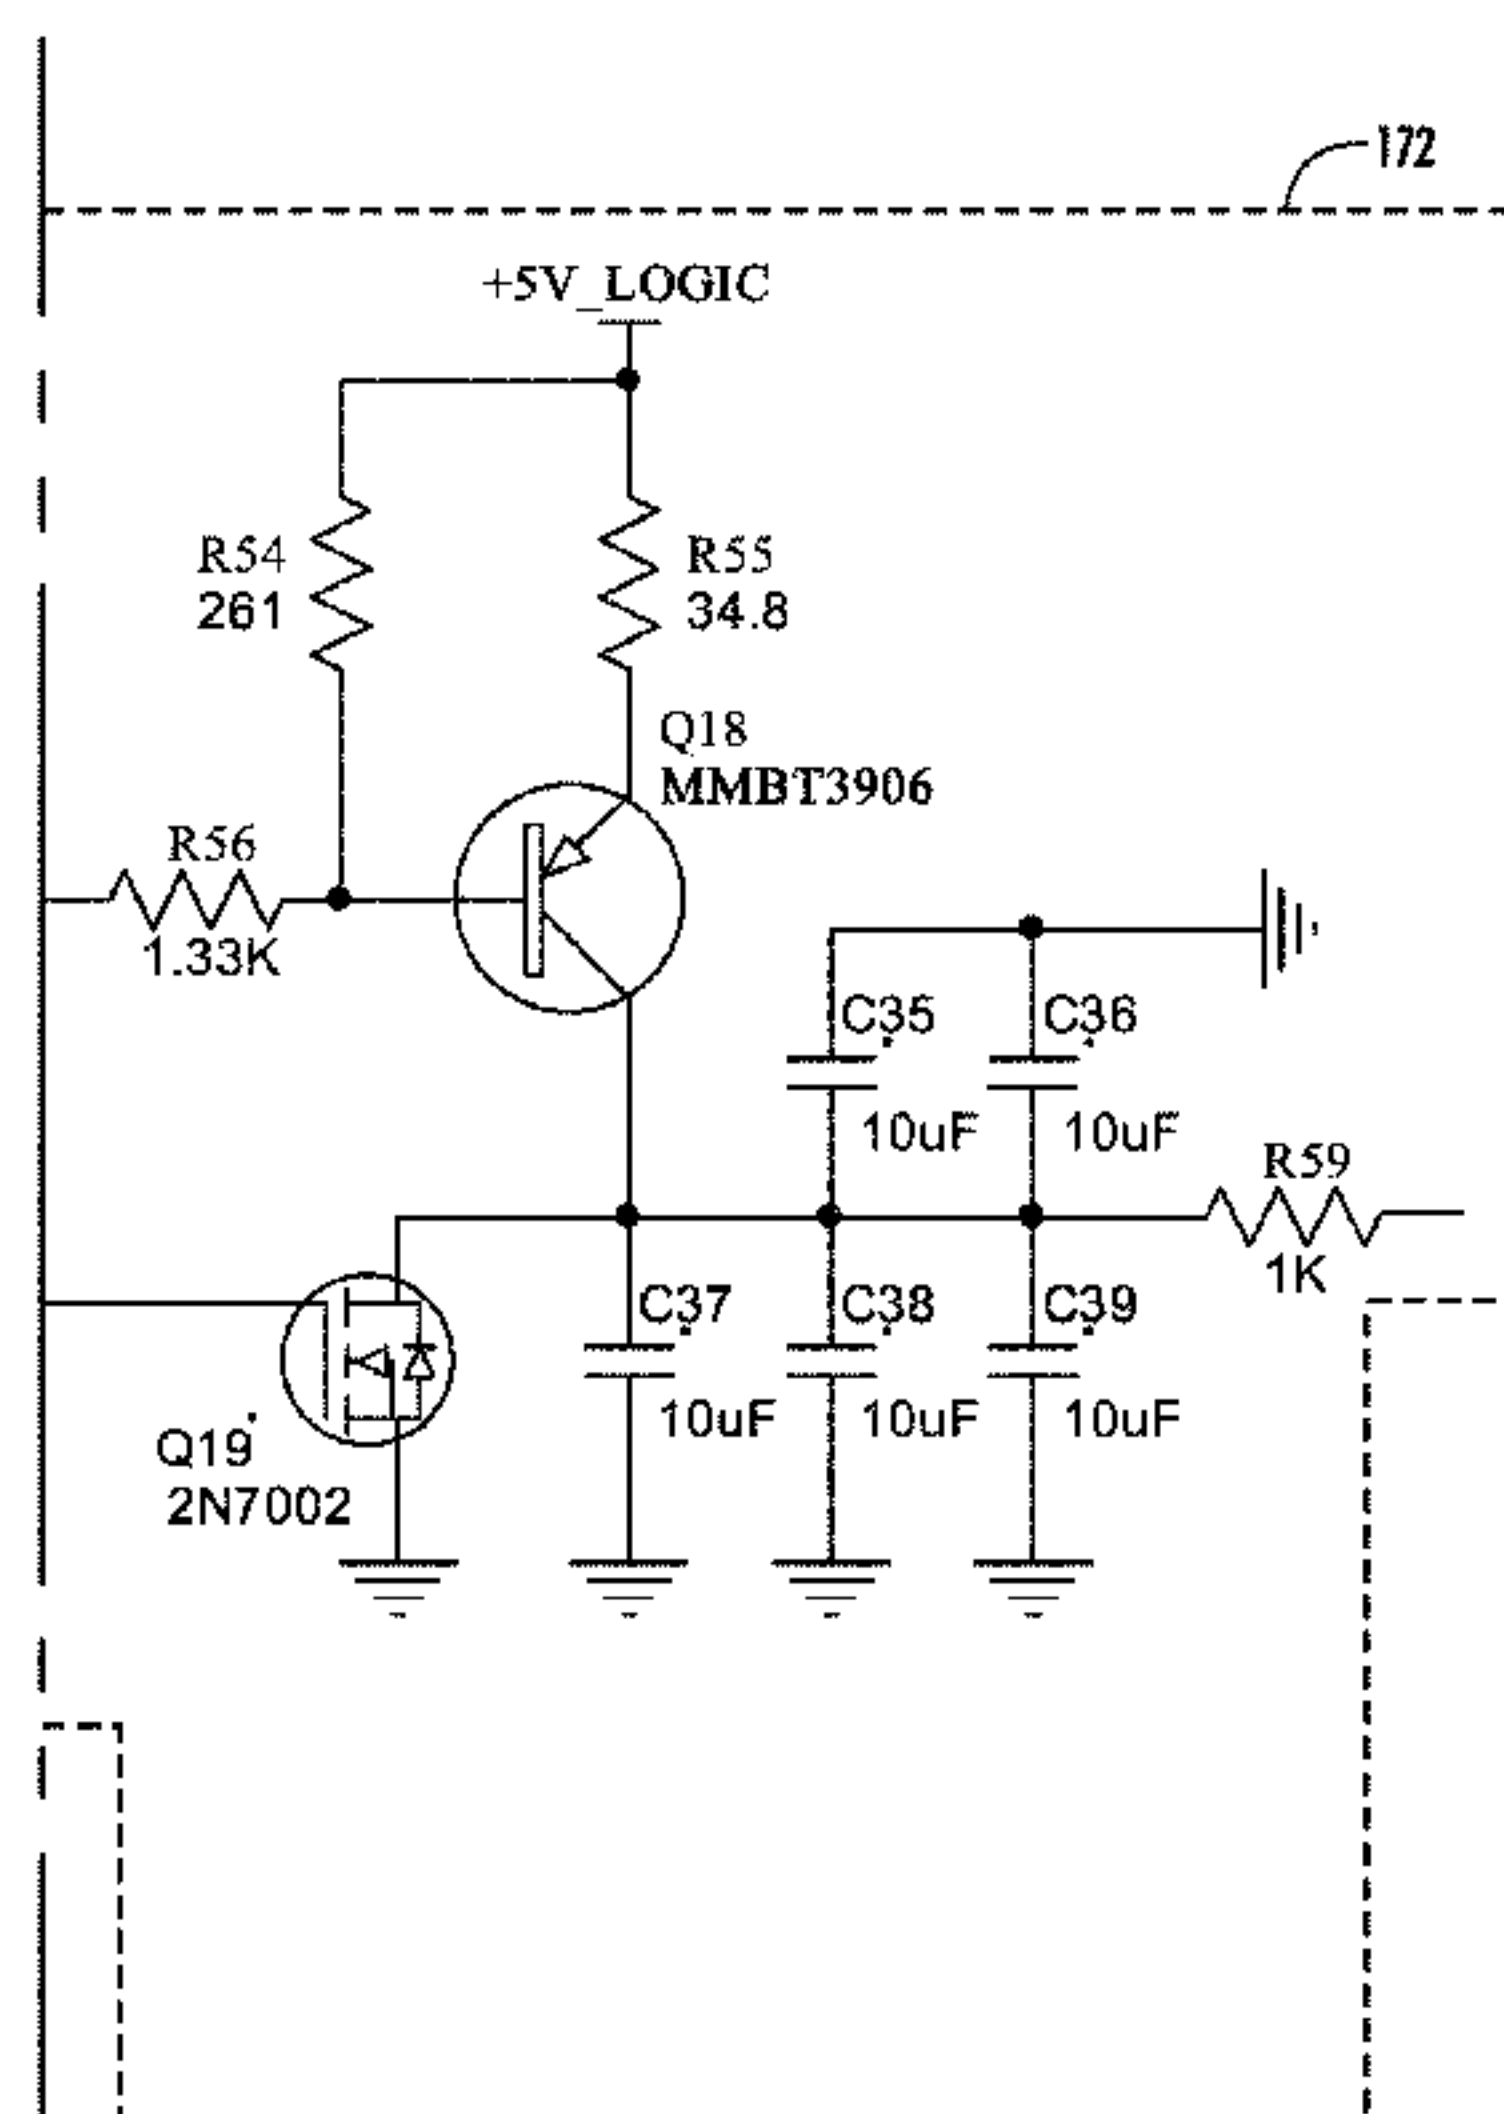 172
+5V_LOGIC
R54
261
R55
34.8
Q18
MMBT3906
R56
1.33K
C35
10uF
C36
10uF
R59
1K
C37
10uF
C38
10uF
C39
10uF
Q19
2N7002